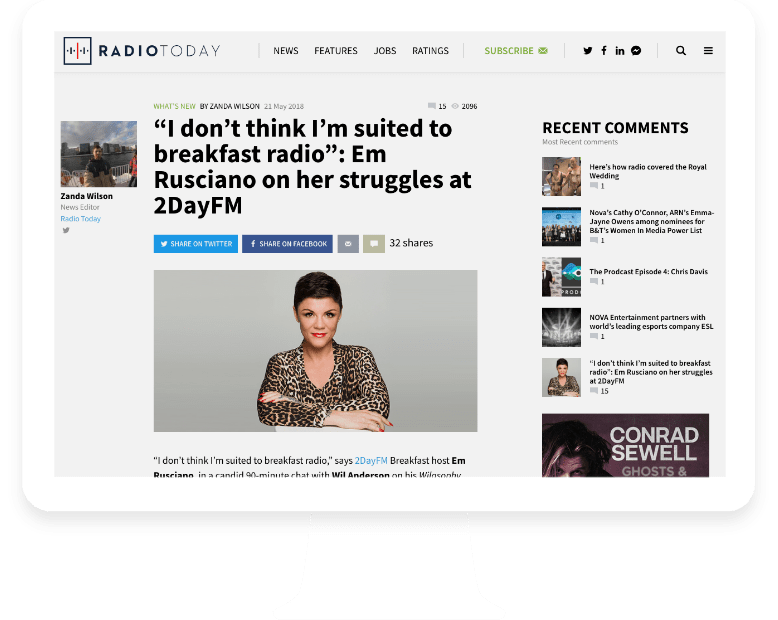 RADIOTODAY
NEWS FEATURES JOBS RATINGS SUBSCRIBE
WHAT'S NEW BY ZANDA WILSON 21 May 2018 15 2096
“I don’t think I’m suited to
breakfast radio”: Em
Rusciano on her struggles at
2DayFM
Zanda Wilson
News Editor
Radio Today
SHARE ON TWITTER SHARE ON FACEBOOK 32 shares
“I don’t think I’m suited to breakfast radio,” says 2DayFM Breakfast host Em
Rusciano, in a candid 90-minute chat with Wil Anderson on his Wilosophy
RECENT COMMENTS
Most Recent comments
Here’s how radio covered the Royal
Wedding
1
Nova’s Cathy O’Connor, ARN’s Emma-
Jayne Owens among nominees for
B&T’s Women In Media Power List
1
The Prodcast Episode 4: Chris Davis
1
PROD
NOVA Entertainment partners with
world’s leading esports company ESL
1
“I don’t think I’m suited to breakfast
radio”: Em Rusciano on her struggles
at 2DayFM
15
CONRAD
SEWELL
GHOSTS &